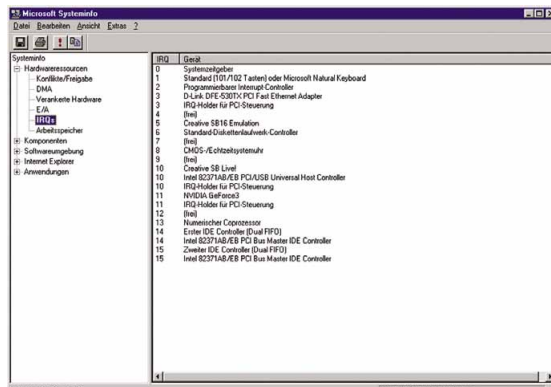 Microsoft Systeminfo
Datei Bearbeiten Ansicht Extras ?
Systeminfo
Hardwareressourcen
Konflikte/Freigabe
DMA
Verankerte Hardware
E/A
IRQs
Arbeitsspeicher
Komponenten
Softwareumgebung
Internet Explorer
Anwendungen
IRQ Gerät
0 Systemzeitgeber
1 Standard (101/102 Tasten) oder Microsoft Natural Keyboard
2 Programmierbarer Interrupt-Controller
3 D-Link DFE-530TX PCI Fast Ethernet Adapter
3 IRQ-Holder für PCI-Steuerung
4 (frei)
5 Creative SB16 Emulation
6 Standard-Diskettenlaufwerk-Controller
7 (frei)
8 CMOS-/Echtzeitsystemuhr
9 (frei)
10 Creative SB Live!
10 Intel 82371AB/EB PCI/USB Universal Host Controller
10 IRQ-Holder für PCI-Steuerung
11 NVIDIA GeForce3
11 IRQ-Holder für PCI-Steuerung
12 (frei)
13 Numerischer Coprozessor
14 Erster IDE Controller (Dual FIFO)
14 Intel 82371AB/EB PCI Bus Master IDE Controller
15 Zweiter IDE Controller (Dual FIFO)
15 Intel 82371AB/EB PCI Bus Master IDE Controller